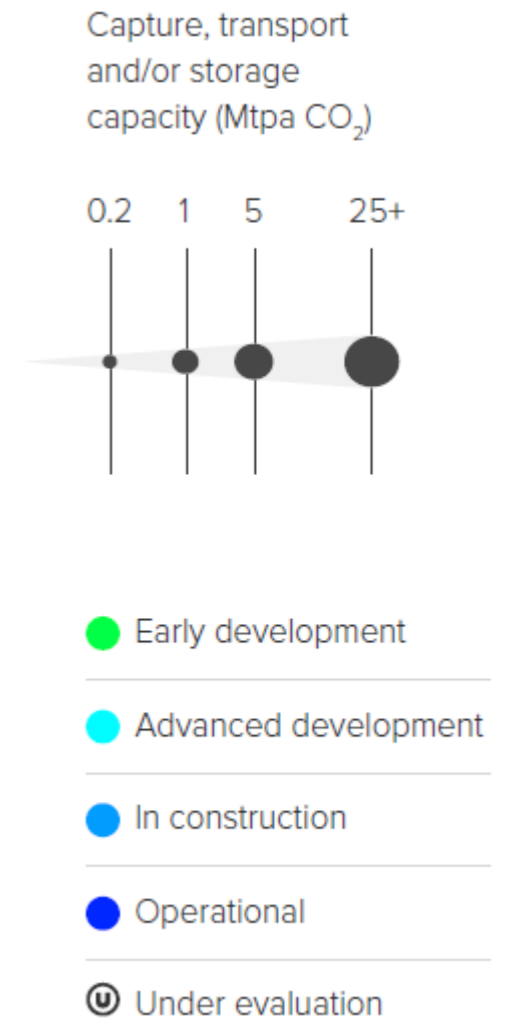 Capture, transport
and/or storage
capacity (Mtpa CO₂)
0.2 1 5 25+
Early development
Advanced development
In construction
Operational
U Under evaluation